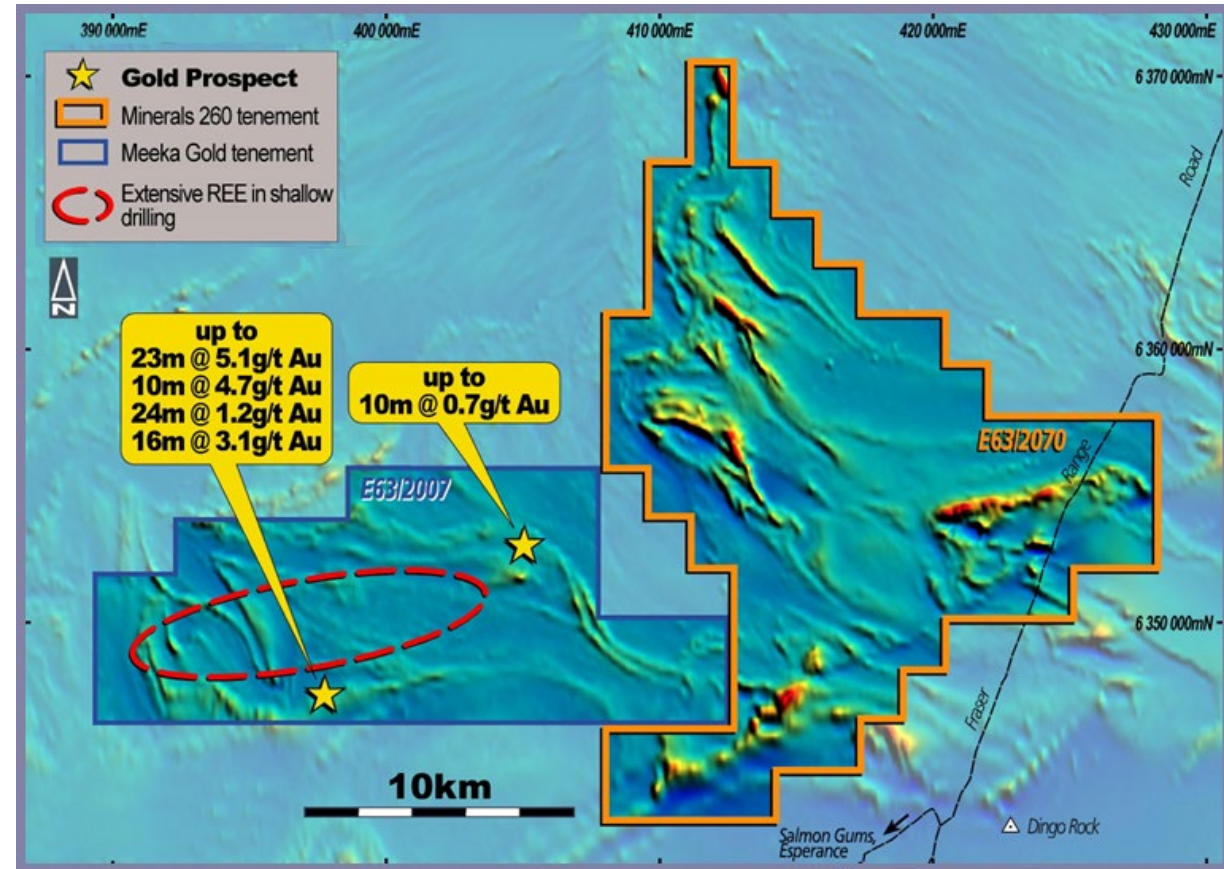 390 000mE
400 000mE
410 000mE
420 000mE
430 000mE
Gold Prospect
Minerals 260 tenement
Meeka Gold tenement
Extensive REE in shallow
drilling
N
6 370 000mN
Road
up to
23m @ 5.1g/t Au
10m @ 4.7g/t Au
24m @ 1.2g/t Au
16m @ 3.1g/t Au
up to
10m @ 0.7g/t Au
6 360 000mN
E63/2070
Range
E63/2007
6 350 000mN
Fraser
10km
Salmon Gums,
Esperance
Dingo Rock